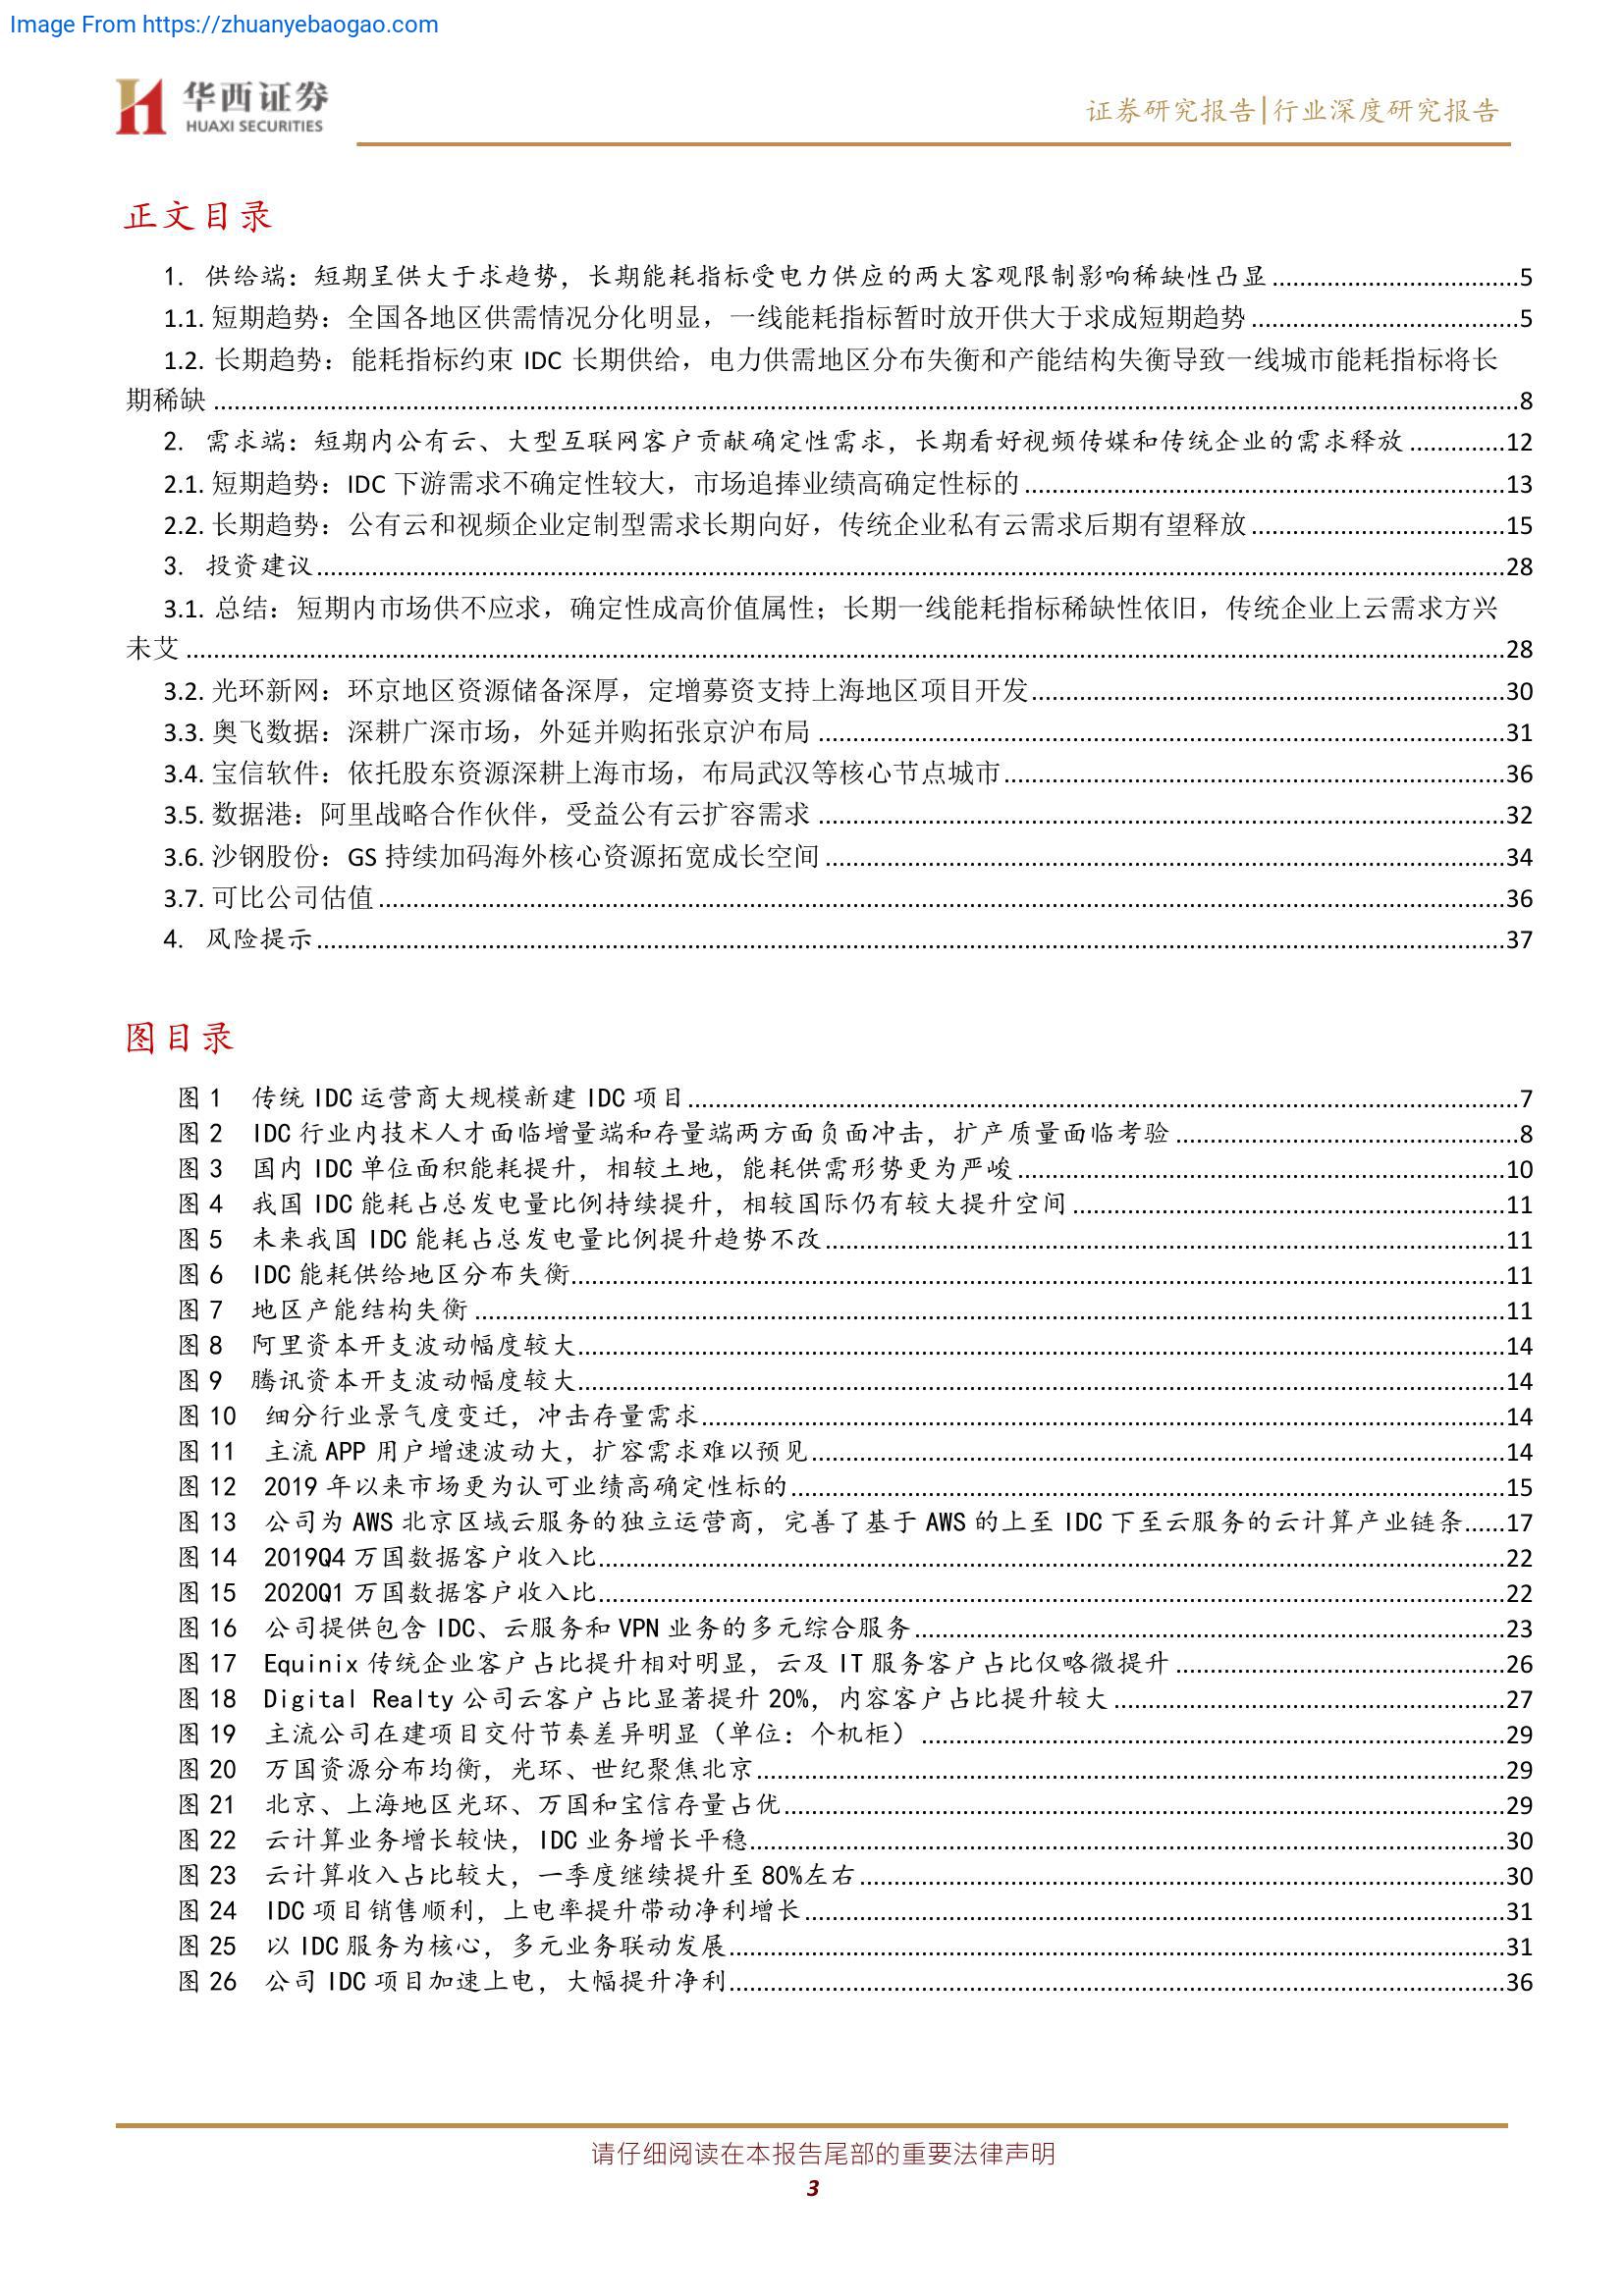 Image From https://zhuanyebaogao.com
华西证券
HUAXI SECURITIES
证券研究报告|行业深度研究报告
正文目录
1. 供给端：短期呈供大于求趋势，长期能耗指标受电力供应的两大客观限制影响稀缺性凸显 5
1.1. 短期趋势：全国各地区供需情况分化明显，一线能耗指标暂时放开供大于求成短期趋势 5
1.2. 长期趋势：能耗指标约束 IDC 长期供给，电力供需地区分布失衡和产能结构失衡导致一线城市能耗指标将长
期稀缺 8
2. 需求端：短期内公有云、大型互联网客户贡献确定性需求，长期看好视频传媒和传统企业的需求释放 12
2.1. 短期趋势：IDC 下游需求不确定性较大，市场追捧业绩高确定性标的 13
2.2. 长期趋势：公有云和视频企业定制型需求长期向好，传统企业私有云需求后期有望释放 15
3. 投资建议 28
3.1. 总结：短期内市场供不应求，确定性成高价值属性；长期一线能耗指标稀缺性依旧，传统企业上云需求方兴
未艾 28
3.2. 光环新网：环京地区资源储备深厚，定增募资支持上海地区项目开发 30
3.3. 奥飞数据：深耕广深市场，外延并购拓张京沪布局 31
3.4. 宝信软件：依托股东资源深耕上海市场，布局武汉等核心节点城市 36
3.5. 数据港：阿里战略合作伙伴，受益公有云扩容需求 32
3.6. 沙钢股份：GS 持续加码海外核心资源拓宽成长空间 34
3.7. 可比公司估值 36
4. 风险提示 37
图目录
图 1 传统 IDC 运营商大规模新建 IDC 项目 7
图 2 IDC 行业内技术人才面临增量端和存量端两方面负面冲击，扩产质量面临考验 8
图 3 国内 IDC 单位面积能耗提升，相较土地，能耗供需形势更为严峻 10
图 4 我国 IDC 能耗占总发电量比例持续提升，相较国际仍有较大提升空间 11
图 5 未来我国 IDC 能耗占总发电量比例提升趋势不改 11
图 6 IDC 能耗供给地区分布失衡 11
图 7 地区产能结构失衡 11
图 8 阿里资本开支波动幅度较大 14
图 9 腾讯资本开支波动幅度较大 14
图 10 细分行业景气度变迁，冲击存量需求 14
图 11 主流 APP 用户增速波动大，扩容需求难以预见 14
图 12 2019 年以来市场更为认可业绩高确定性标的 15
图 13 公司为 AWS 北京区域云服务的独立运营商，完善了基于 AWS 的上至 IDC 下至云服务的云计算产业链条 17
图 14 2019Q4 万国数据客户收入比 22
图 15 2020Q1 万国数据客户收入比 22
图 16 公司提供包含 IDC、云服务和 VPN 业务的多元综合服务 23
图 17 Equinix 传统企业客户占比提升相对明显，云及 IT 服务客户占比仅略微提升 26
图 18 Digital Realty 公司云客户占比显著提升 20%，内容客户占比提升较大 27
图 19 主流公司在建项目交付节奏差异明显（单位：个机柜） 29
图 20 万国资源分布均衡，光环、世纪聚焦北京 29
图 21 北京、上海地区光环、万国和宝信存量占优 29
图 22 云计算业务增长较快，IDC 业务增长平稳 30
图 23 云计算收入占比较大，一季度继续提升至 80%左右 30
图 24 IDC 项目销售顺利，上电率提升带动净利增长 31
图 25 以 IDC 服务为核心，多元业务联动发展 31
图 26 公司 IDC 项目加速上电，大幅提升净利 36
请仔细阅读在本报告尾部的重要法律声明
3